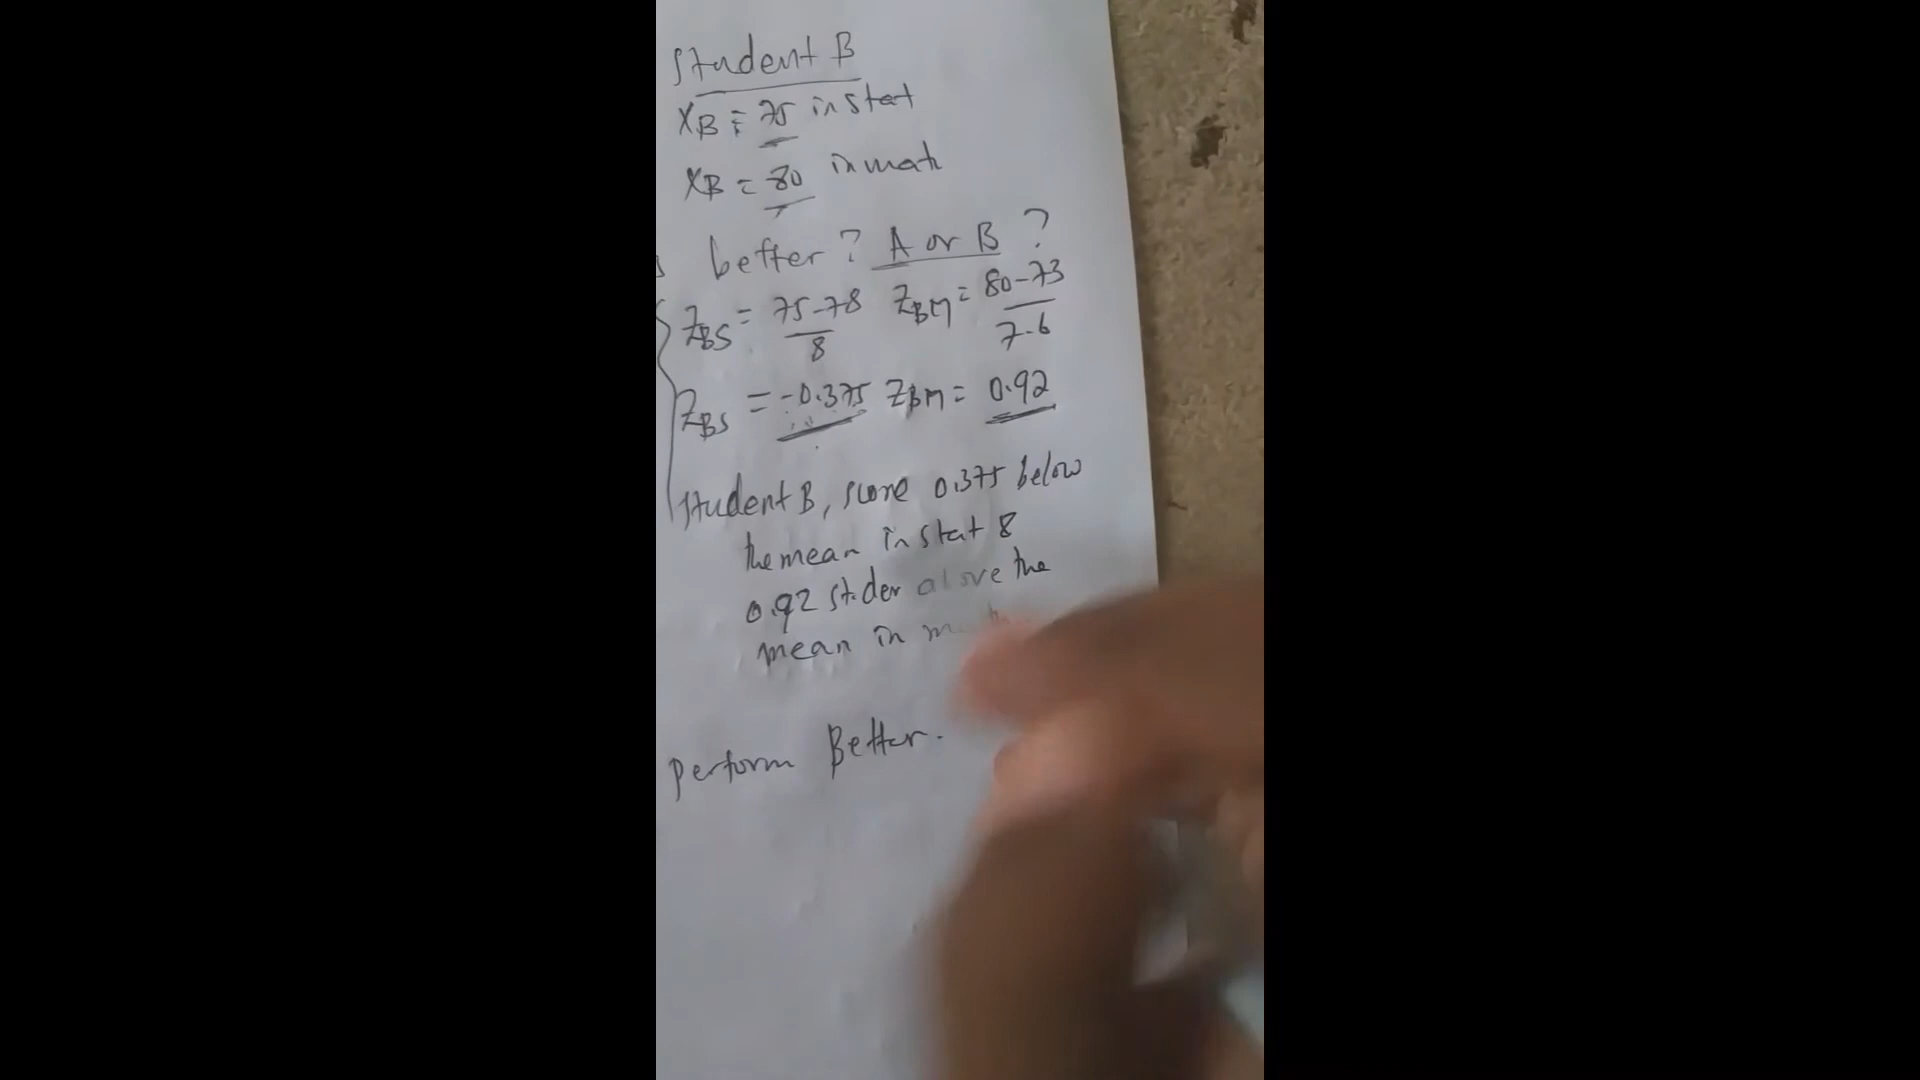 Student B
XB = 75 in stat
XB = 80 in math
better? A or B?
ZBS = 75-78 / 8 ZBM = 80-73 / 7.6
ZBS = -0.375 ZBM = 0.92
Student B, score 0.375 below
the mean in stat &
0.92 st.dev above the
mean in
perform Better.